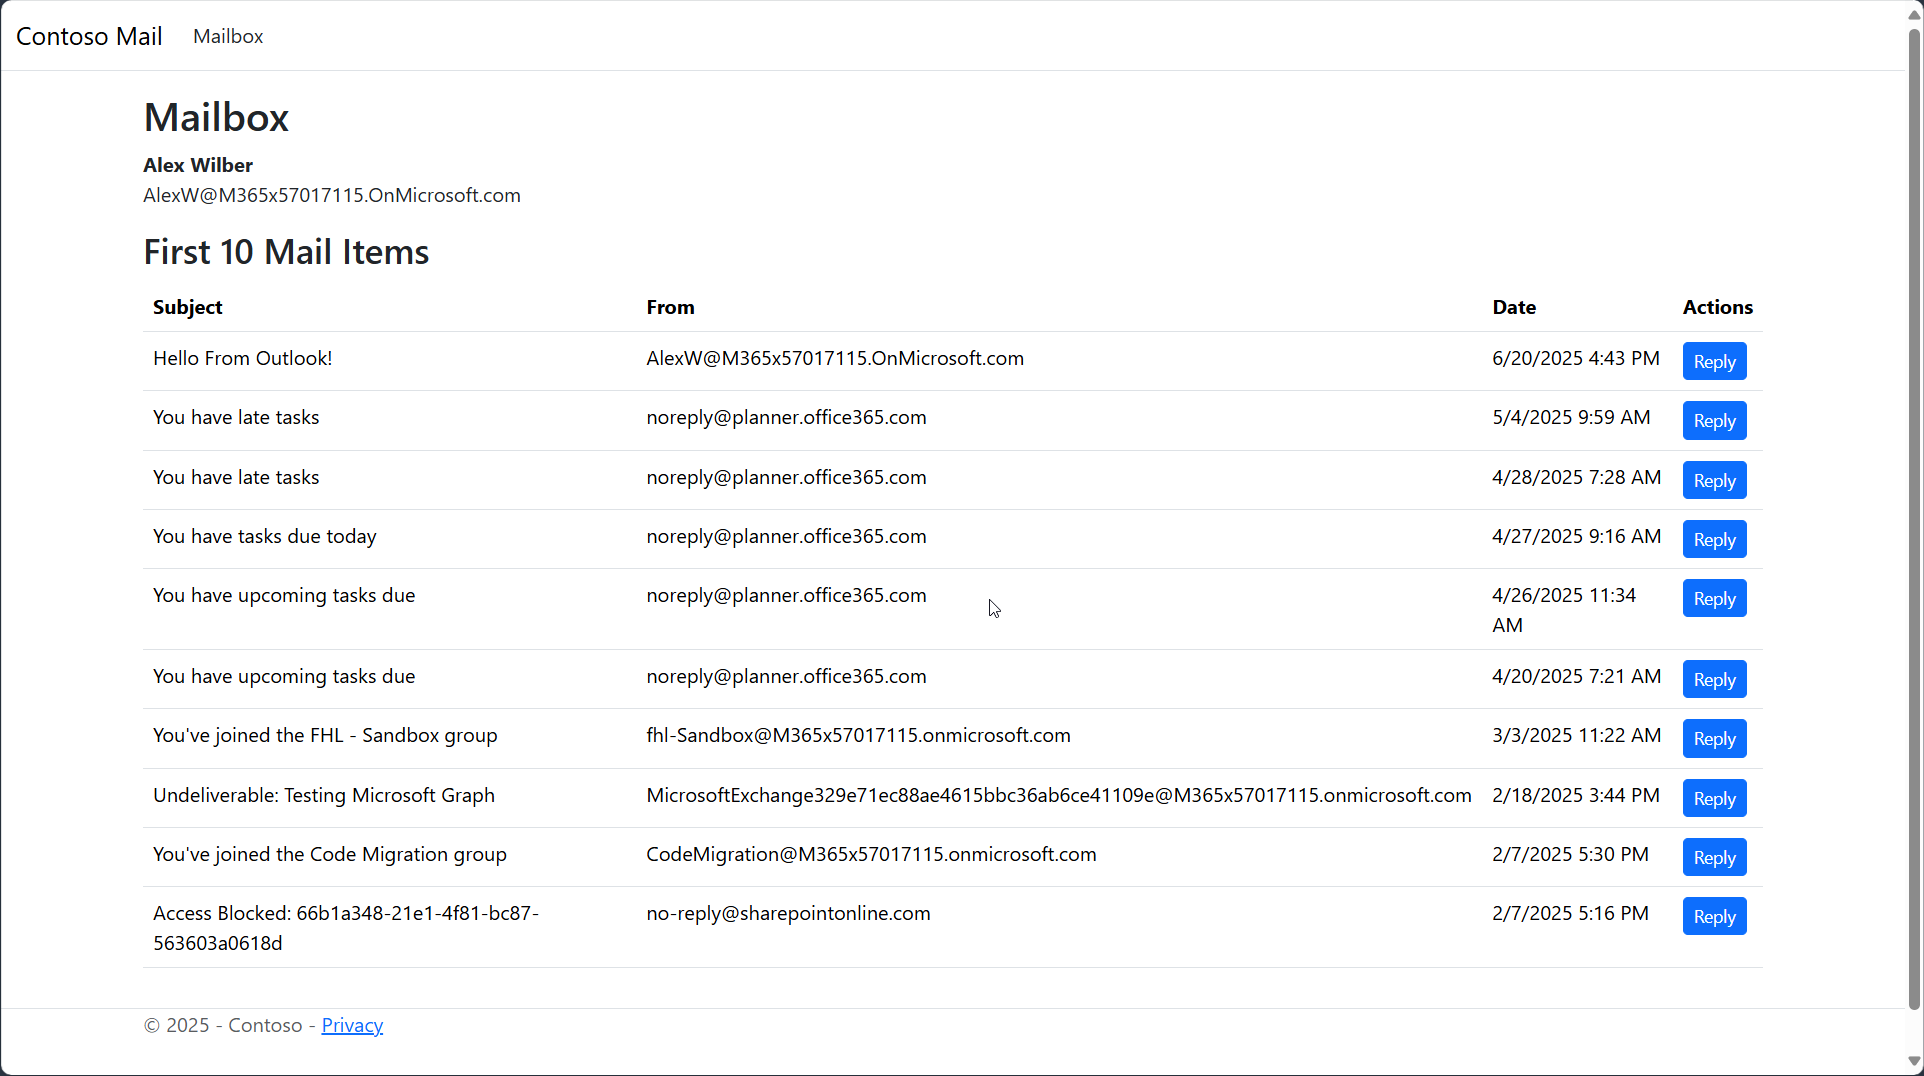 Contoso Mail Mailbox
Mailbox
Alex Wilber
AlexW@M365x57017115.OnMicrosoft.com
First 10 Mail Items
Subject From Date Actions
Hello From Outlook! AlexW@M365x57017115.OnMicrosoft.com 6/20/2025 4:43 PM Reply
You have late tasks noreply@planner.office365.com 5/4/2025 9:59 AM Reply
You have late tasks noreply@planner.office365.com 4/28/2025 7:28 AM Reply
You have tasks due today noreply@planner.office365.com 4/27/2025 9:16 AM Reply
You have upcoming tasks due noreply@planner.office365.com 4/26/2025 11:34 Reply
AM
You have upcoming tasks due noreply@planner.office365.com 4/20/2025 7:21 AM Reply
You've joined the FHL - Sandbox group fhl-Sandbox@M365x57017115.onmicrosoft.com 3/3/2025 11:22 AM Reply
Undeliverable: Testing Microsoft Graph MicrosoftExchange329e71ec88ae4615bbc36ab6ce41109e@M365x57017115.onmicrosoft.com 2/18/2025 3:44 PM Reply
You've joined the Code Migration group CodeMigration@M365x57017115.onmicrosoft.com 2/7/2025 5:30 PM Reply
Access Blocked: 66b1a348-21e1-4f81-bc87- no-reply@sharepointonline.com 2/7/2025 5:16 PM Reply
563603a0618d
© 2025 - Contoso - Privacy